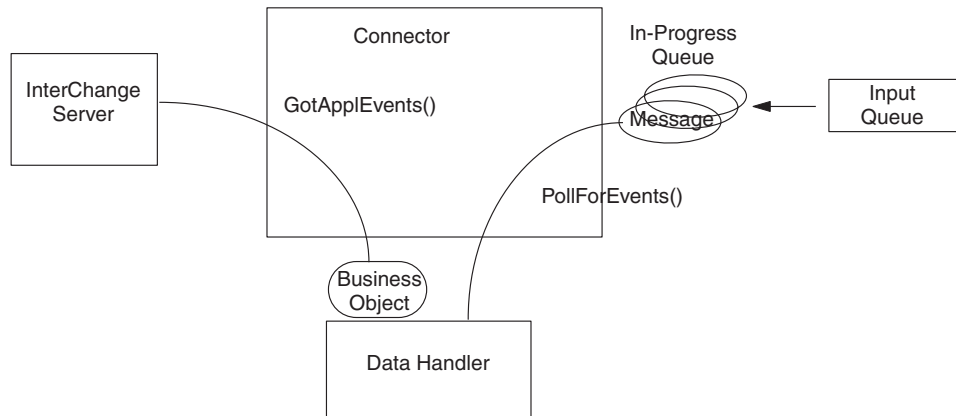 Connector
In-Progress
Queue
InterChange
Server
GotApplEvents()
Message
Input
Queue
PollForEvents()
Business
Object
Data Handler